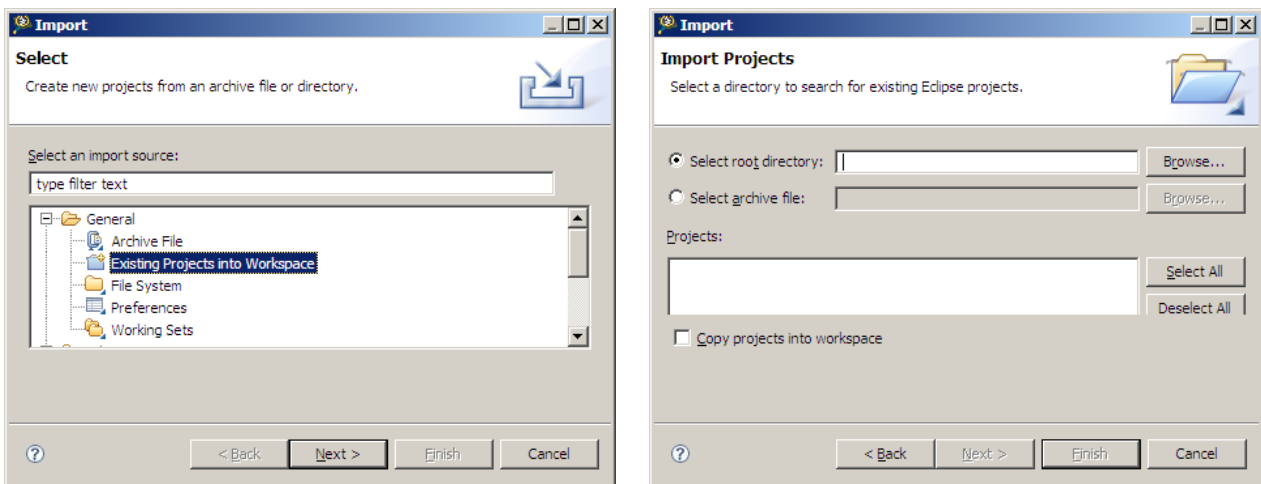 Import
Select
Create new projects from an archive file or directory.
Select an import source:
type filter text
General
Archive File
Existing Projects into Workspace
File System
Preferences
Working Sets
?
< Back
Next >
Finish
Cancel
Import
Import Projects
Select a directory to search for existing Eclipse projects.
Select root directory:
Browse...
Select archive file:
Browse...
Projects:
Select All
Deselect All
Copy projects into workspace
?
< Back
Next >
Finish
Cancel